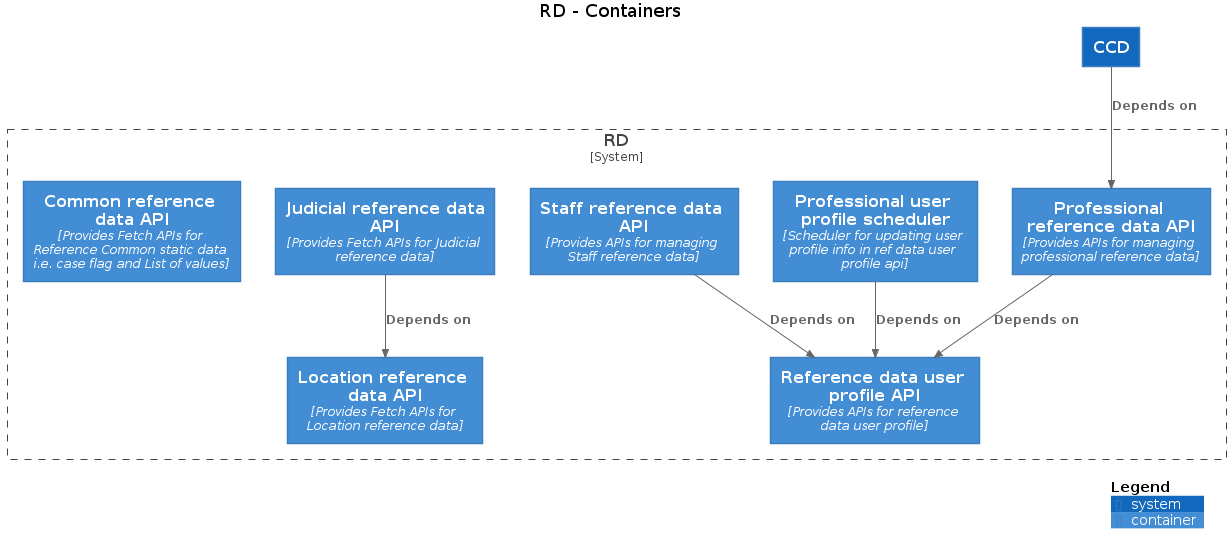 RD - Containers
CCD
Depends on
RD
[System]
Common reference
data API
[Provides Fetch APIs for
Reference Common static data
i.e. case flag and List of values]
Judicial reference data
API
[Provides Fetch APIs for Judicial
reference data]
Staff reference data
API
[Provides APIs for managing
Staff reference data]
Professional user
profile scheduler
[Scheduler for updating user
profile info in ref data user
profile api]
Professional
reference data API
[Provides APIs for managing
professional reference data]
Depends on
Depends on
Depends on
Depends on
Location reference
data API
[Provides Fetch APIs for
Location reference data]
Reference data user
profile API
[Provides APIs for reference
data user profile]
Legend
system
container